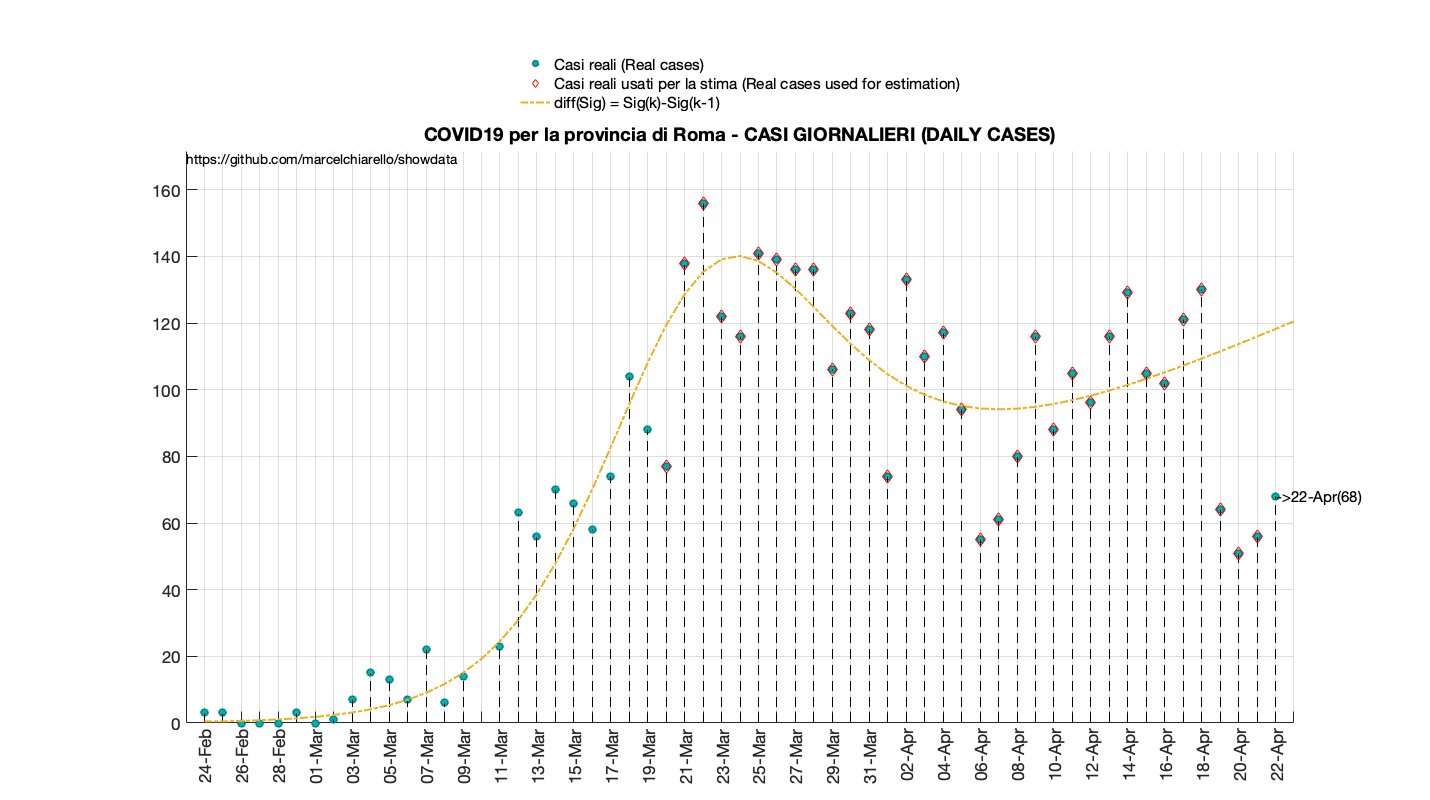 Casi reali (Real cases)
Casi reali usati per la stima (Real cases used for estimation)
diff(Sig) = Sig(k)-Sig(k-1)
COVID19 per la provincia di Roma - CASI GIORNALIERI (DAILY CASES)
https://github.com/marcelchiarello/showdata
160
140
120
100
80
60
40
20
0
->22-Apr(68)
24-Feb
26-Feb
28-Feb
01-Mar
03-Mar
05-Mar
07-Mar
09-Mar
11-Mar
13-Mar
15-Mar
17-Mar
19-Mar
21-Mar
23-Mar
25-Mar
27-Mar
29-Mar
31-Mar
02-Apr
04-Apr
06-Apr
08-Apr
10-Apr
12-Apr
14-Apr
16-Apr
18-Apr
20-Apr
22-Apr